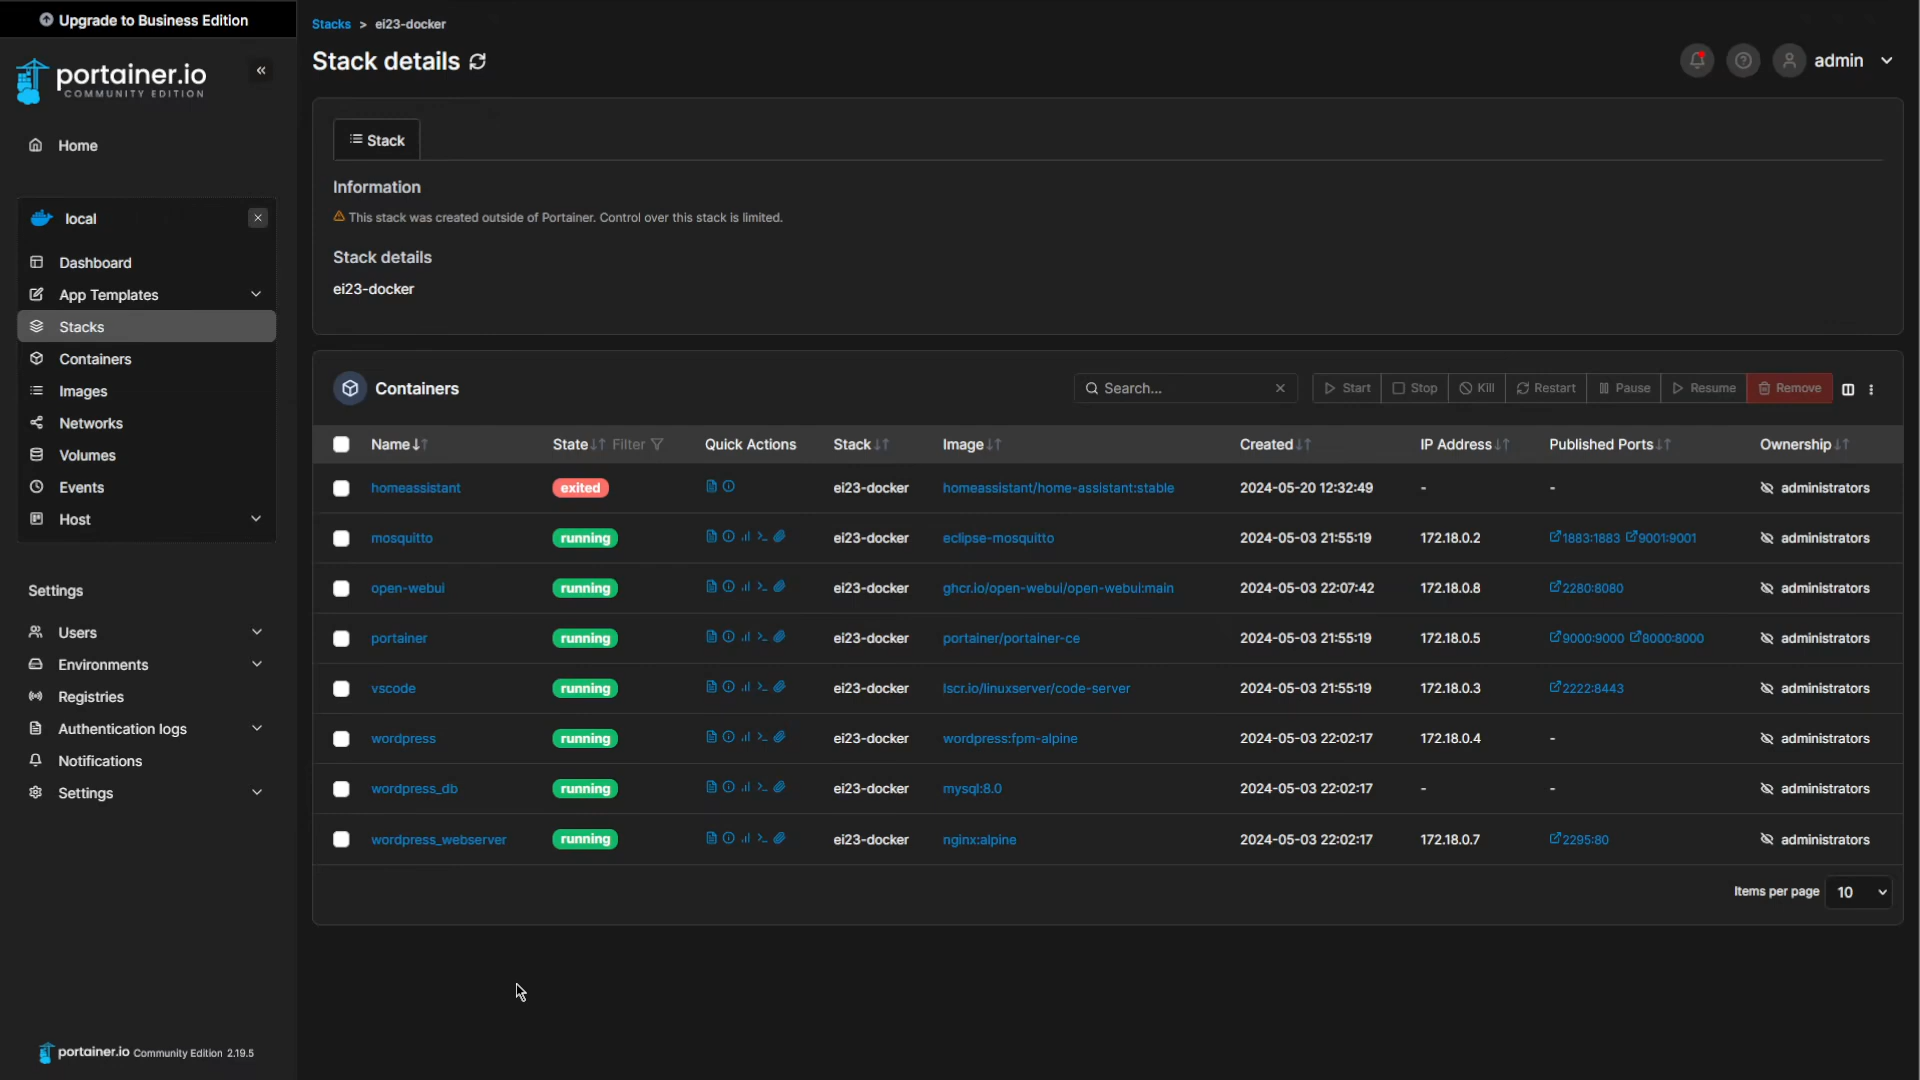 Upgrade to Business Edition
portainer.io
COMMUNITY EDITION
Home
local
Dashboard
App Templates
Stacks
Containers
Images
Networks
Volumes
Events
Host
Settings
Users
Environments
Registries
Authentication logs
Notifications
Settings
portainer.io Community Edition 2.19.5
Stacks > ei23-docker
Stack details
admin
Stack
Information
This stack was created outside of Portainer. Control over this stack is limited.
Stack details
ei23-docker
Containers
Search... Start Stop Kill Restart Pause Resume Remove
Name State Filter Quick Actions Stack Image Created IP Address Published Ports Ownership
homeassistant exited ei23-docker homeassistant/home-assistant:stable 2024-05-20 12:32:49 - - administrators
mosquitto running ei23-docker eclipse-mosquitto 2024-05-03 21:55:19 172.18.0.2 1883:1883 9001:9001 administrators
open-webui running ei23-docker ghcr.io/open-webui/open-webui:main 2024-05-03 22:07:42 172.18.0.8 2280:8080 administrators
portainer running ei23-docker portainer/portainer-ce 2024-05-03 21:55:19 172.18.0.5 9000:9000 8000:8000 administrators
vscode running ei23-docker lscr.io/linuxserver/code-server 2024-05-03 21:55:19 172.18.0.3 2222:8443 administrators
wordpress running ei23-docker wordpress:fpm-alpine 2024-05-03 22:02:17 172.18.0.4 - administrators
wordpress_db running ei23-docker mysql:8.0 2024-05-03 22:02:17 - - administrators
wordpress_webserver running ei23-docker nginx:alpine 2024-05-03 22:02:17 172.18.0.7 2295:80 administrators
Items per page 10